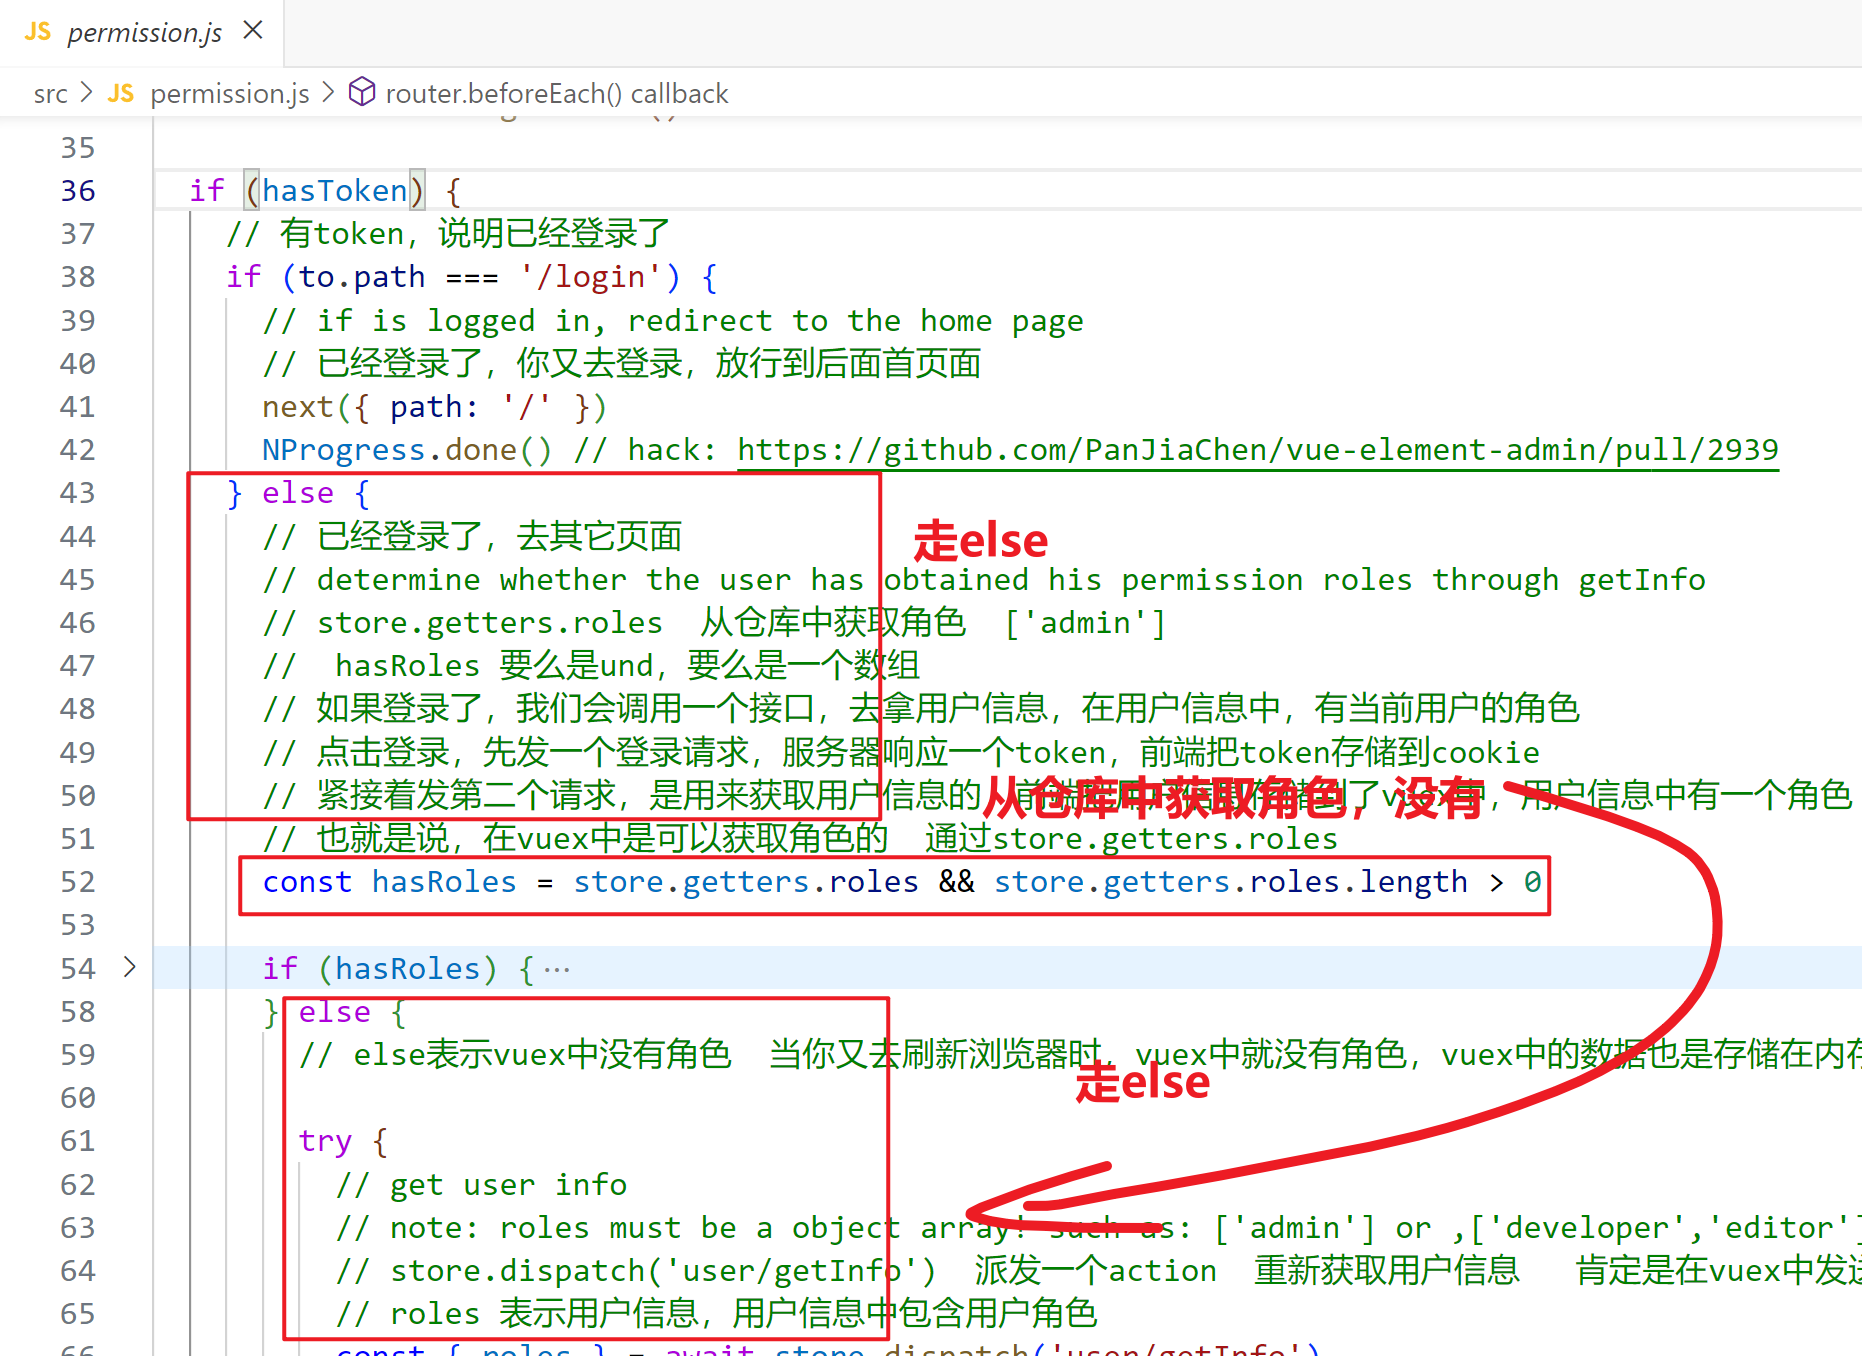 JS permission.js
src > JS permission.js > router.beforeEach() callback
35
36 if (hasToken) {
37 // 有token，说明已经登录了
38 if (to.path === '/login') {
39 // if is logged in, redirect to the home page
40 // 已经登录了，你又去登录，放行到后面首页面
41 next({ path: '/' })
42 NProgress.done() // hack: https://github.com/PanJiaChen/vue-element-admin/pull/2939
43 } else {
44 // 已经登录了，去其它页面
走else
45 // determine whether the user has obtained his permission roles through getInfo
46 // store.getters.roles 从仓库中获取角色 ['admin']
47 // hasRoles 要么是und，要么是一个数组
48 // 如果登录了，我们会调用一个接口，去拿用户信息，在用户信息中，有当前用户的角色
49 // 点击登录，先发一个登录请求，服务器响应一个token，前端把token存储到cookie
50 // 紧接着发第二个请求，是用来获取用户信息的 用户信息中有一个角色
从仓库中获取角色，没有
51 // 也就是说，在vuex中是可以获取角色的 通过store.getters.roles
52 const hasRoles = store.getters.roles && store.getters.roles.length > 0
53
54 if (hasRoles) {···
58 } else {
59 // else表示vuex中没有角色 当你又去刷新浏览器时，vuex中就没有角色，vuex中的数据也是存储在内存
走else
60
61 try {
62 // get user info
63 // note: roles must be a object array! such as: ['admin'] or ,['developer','editor']
64 // store.dispatch('user/getInfo') 派发一个action 重新获取用户信息 肯定是在vuex中发送
65 // roles 表示用户信息，用户信息中包含用户角色
66 const { roles } = await store.dispatch('user/getInfo')